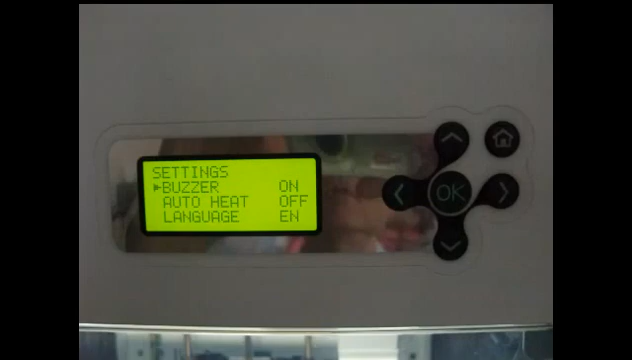 SETTINGS
BUZZER ON
AUTO HEAT OFF
LANGUAGE EN
OK